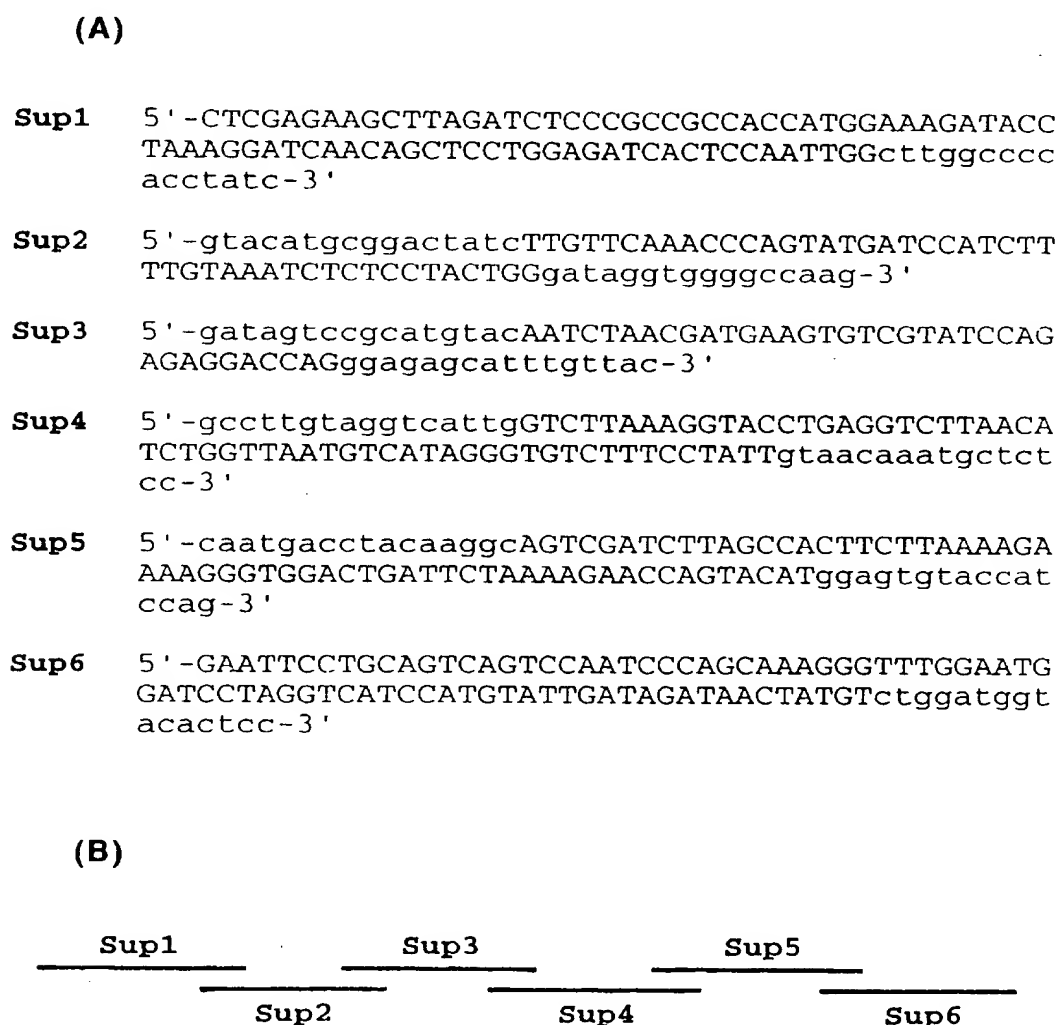 (A)
Sup1 5'-CTCGAGAAGCTTAGATCTCCCGCCGCCACCATGGAAAGATACC
TAAAGGATCAACAGCTCCTGGAGATCACTCCAATTGGcttggcccc
acctatc-3'
Sup2 5'-gtacatgcggactatcTTGTTCAAACCCAGTATGATCCATCTT
TTGTAAATCTCTCCTACTGGgataggtggggccaag-3'
Sup3 5'-gatagtccgcatgtacAATCTAACGATGAAGTGTCGTATCCAG
AGAGGACCAGggagagcatttgttac-3'
Sup4 5'-gccttgtaggtcattgGTCTTAAAGGTACCTGAGGTCTTAACA
TCTGGTTAATGTCATAGGGTGTCTTTCCTATTgtaacaaatgctct
cc-3'
Sup5 5'-caatgacctacaaggcAGTCGATCTTAGCCACTTCTTAAAAGA
AAAGGGTGGACTGATTCTAAAAGAACCAGTACATggagtgtaccat
ccag-3'
Sup6 5'-GAATTCCTGCAGTCAGTCCAATCCCAGCAAAGGGTTTGGAATG
GATCCTAGGTCATCCATGTATTGATAGATAACTATGTctggatggt
acactcc-3'
(B)
Sup1 Sup3 Sup5
Sup2 Sup4 Sup6